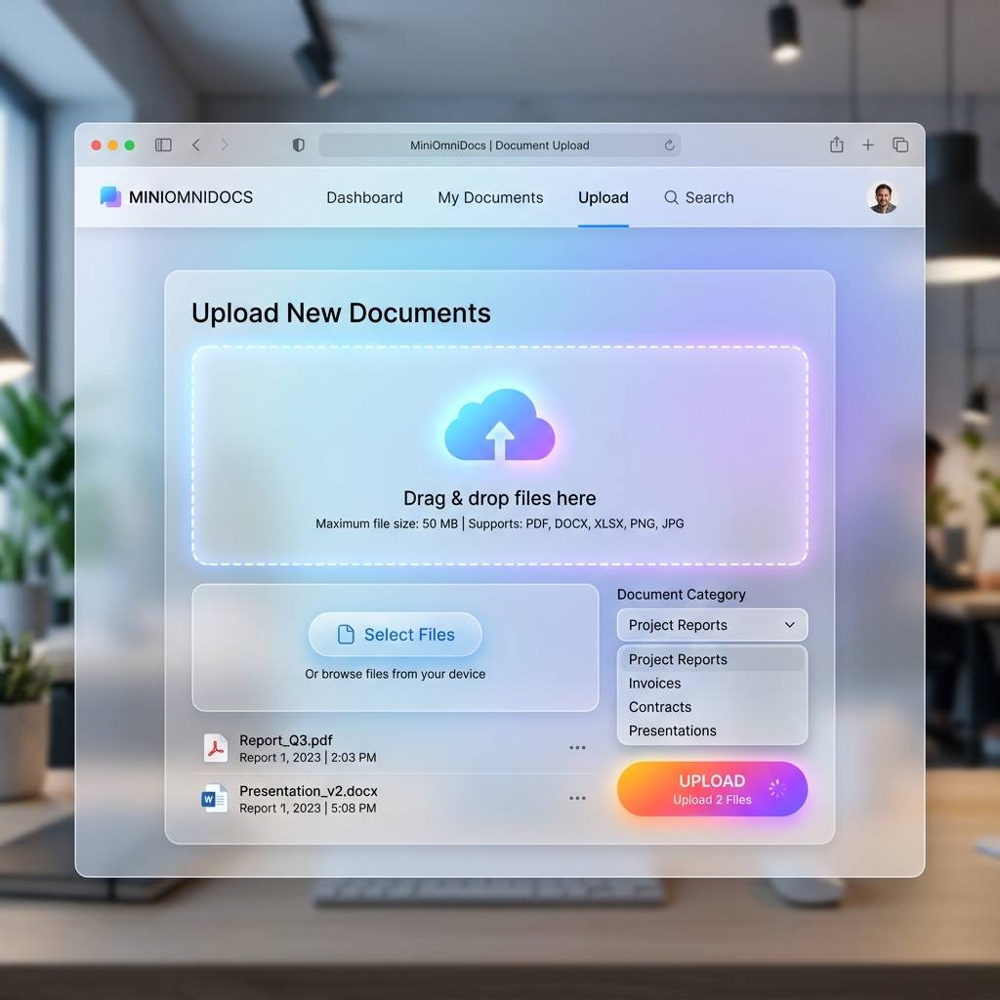 MiniOmniDocs | Document Upload
MINIOMNIDOCS
Dashboard
My Documents
Upload
Search
Upload New Documents
Drag & drop files here
Maximum file size: 50 MB | Supports: PDF, DOCX, XLSX, PNG, JPG
Select Files
Or browse files from your device
Document Category
Project Reports
Project Reports
Invoices
Contracts
Presentations
Report_Q3.pdf
Report 1, 2023 | 2:03 PM
W
Presentation_v2.docx
Report 1, 2023 | 5:08 PM
UPLOAD
Upload 2 FIles